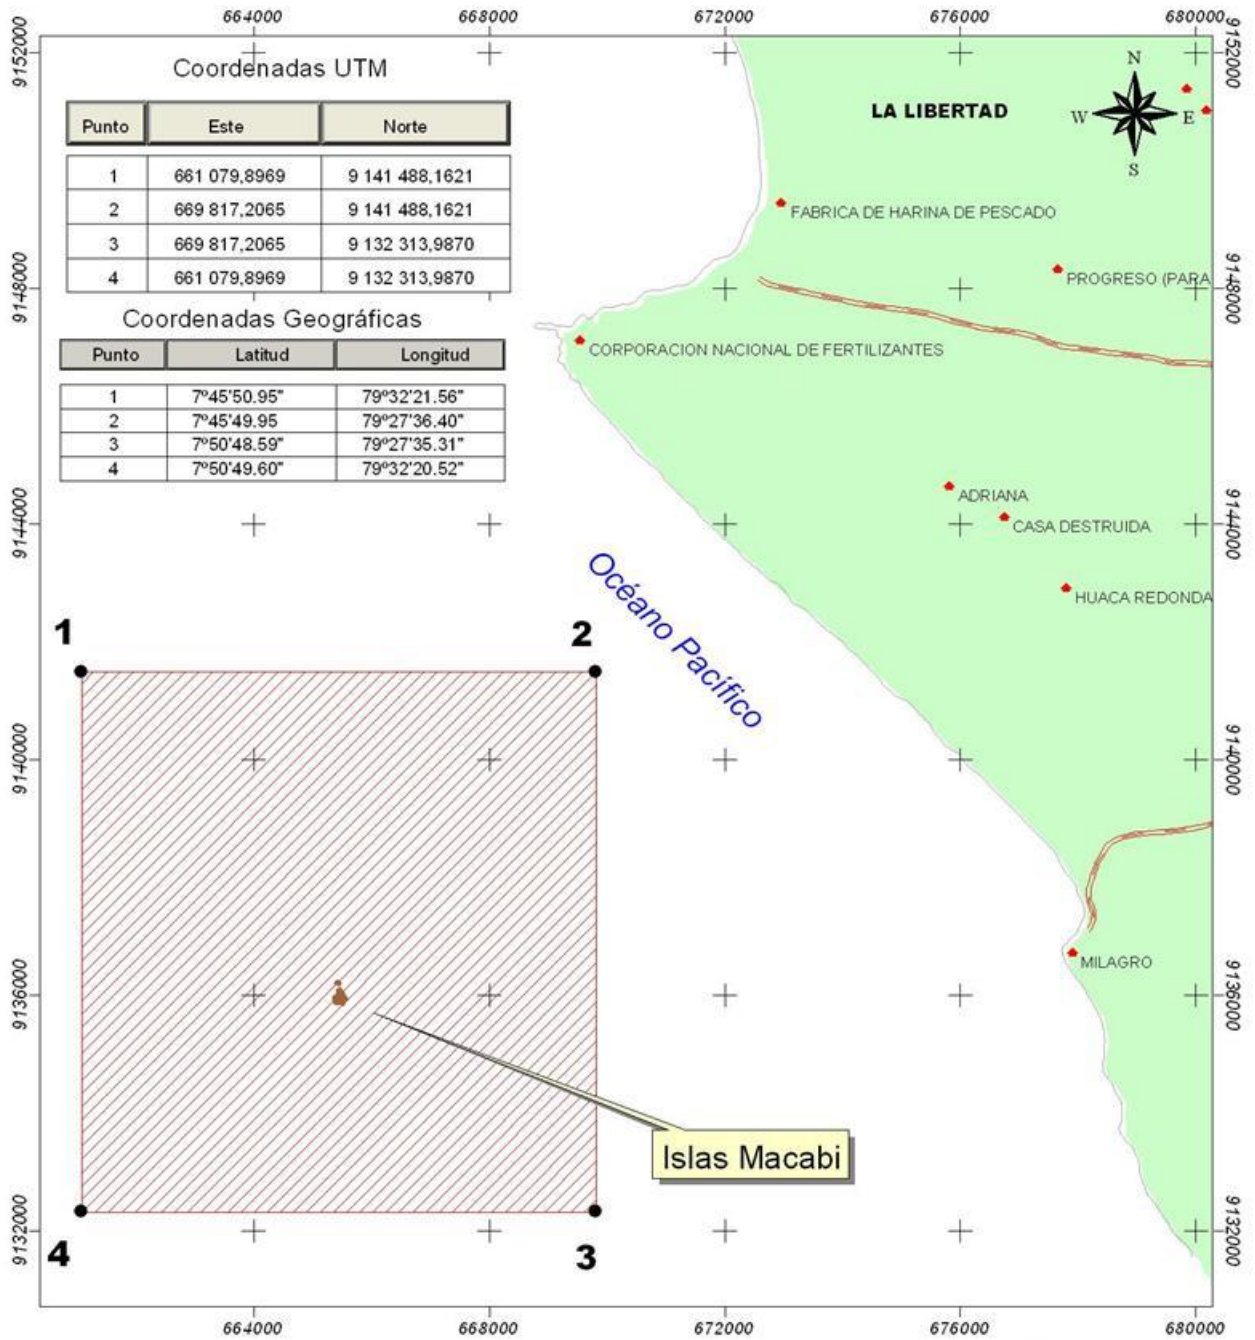 664000 668000 672000 676000 680000
9152000 9152000
Coordenadas UTM
Punto Este Norte
1 661 079,8969 9 141 488,1621
2 669 817,2065 9 141 488,1621
3 669 817,2065 9 132 313,9870
4 661 079,8969 9 132 313,9870
LA LIBERTAD
N
W E
S
FABRICA DE HARINA DE PESCADO
PROGRESO (PARA
9148000 9148000
Coordenadas Geográficas
Punto Latitud Longitud
1 7º45'50.95" 79º32'21.56"
2 7º45'49.95 79º27'36.40"
3 7º50'48.59" 79º27'35.31"
4 7º50'49.60" 79º32'20.52"
CORPORACION NACIONAL DE FERTILIZANTES
ADRIANA
9144000 9144000
CASA DESTRUIDA
HUACA REDONDA
Océano Pacífico
1 2
9140000 9140000
MILAGRO
9136000 9136000
Islas Macabi
9132000 9132000
4 3
664000 668000 672000 676000 680000